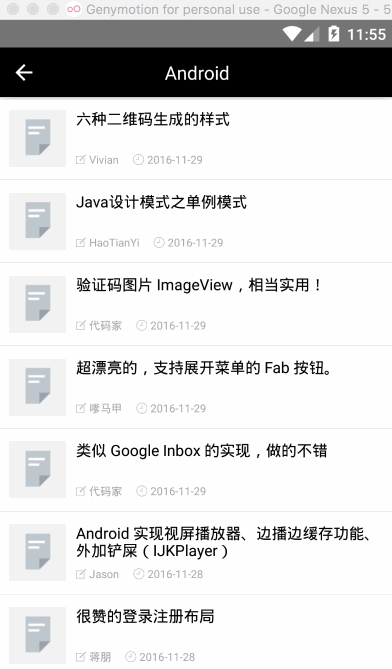 Genymotion for personal use - Google Nexus 5 - 5
11:55
Android
六种二维码生成的样式
Vivian 2016-11-29
Java设计模式之单例模式
HaoTianYi 2016-11-29
验证码图片 ImageView，相当实用！
代码家 2016-11-29
超漂亮的，支持展开菜单的 Fab 按钮。
嗲马甲 2016-11-29
类似 Google Inbox 的实现，做的不错
代码家 2016-11-29
Android 实现视屏播放器、边播边缓存功能、
外加铲屎（IJKPlayer）
Jason 2016-11-28
很赞的登录注册布局
蒋朋 2016-11-28